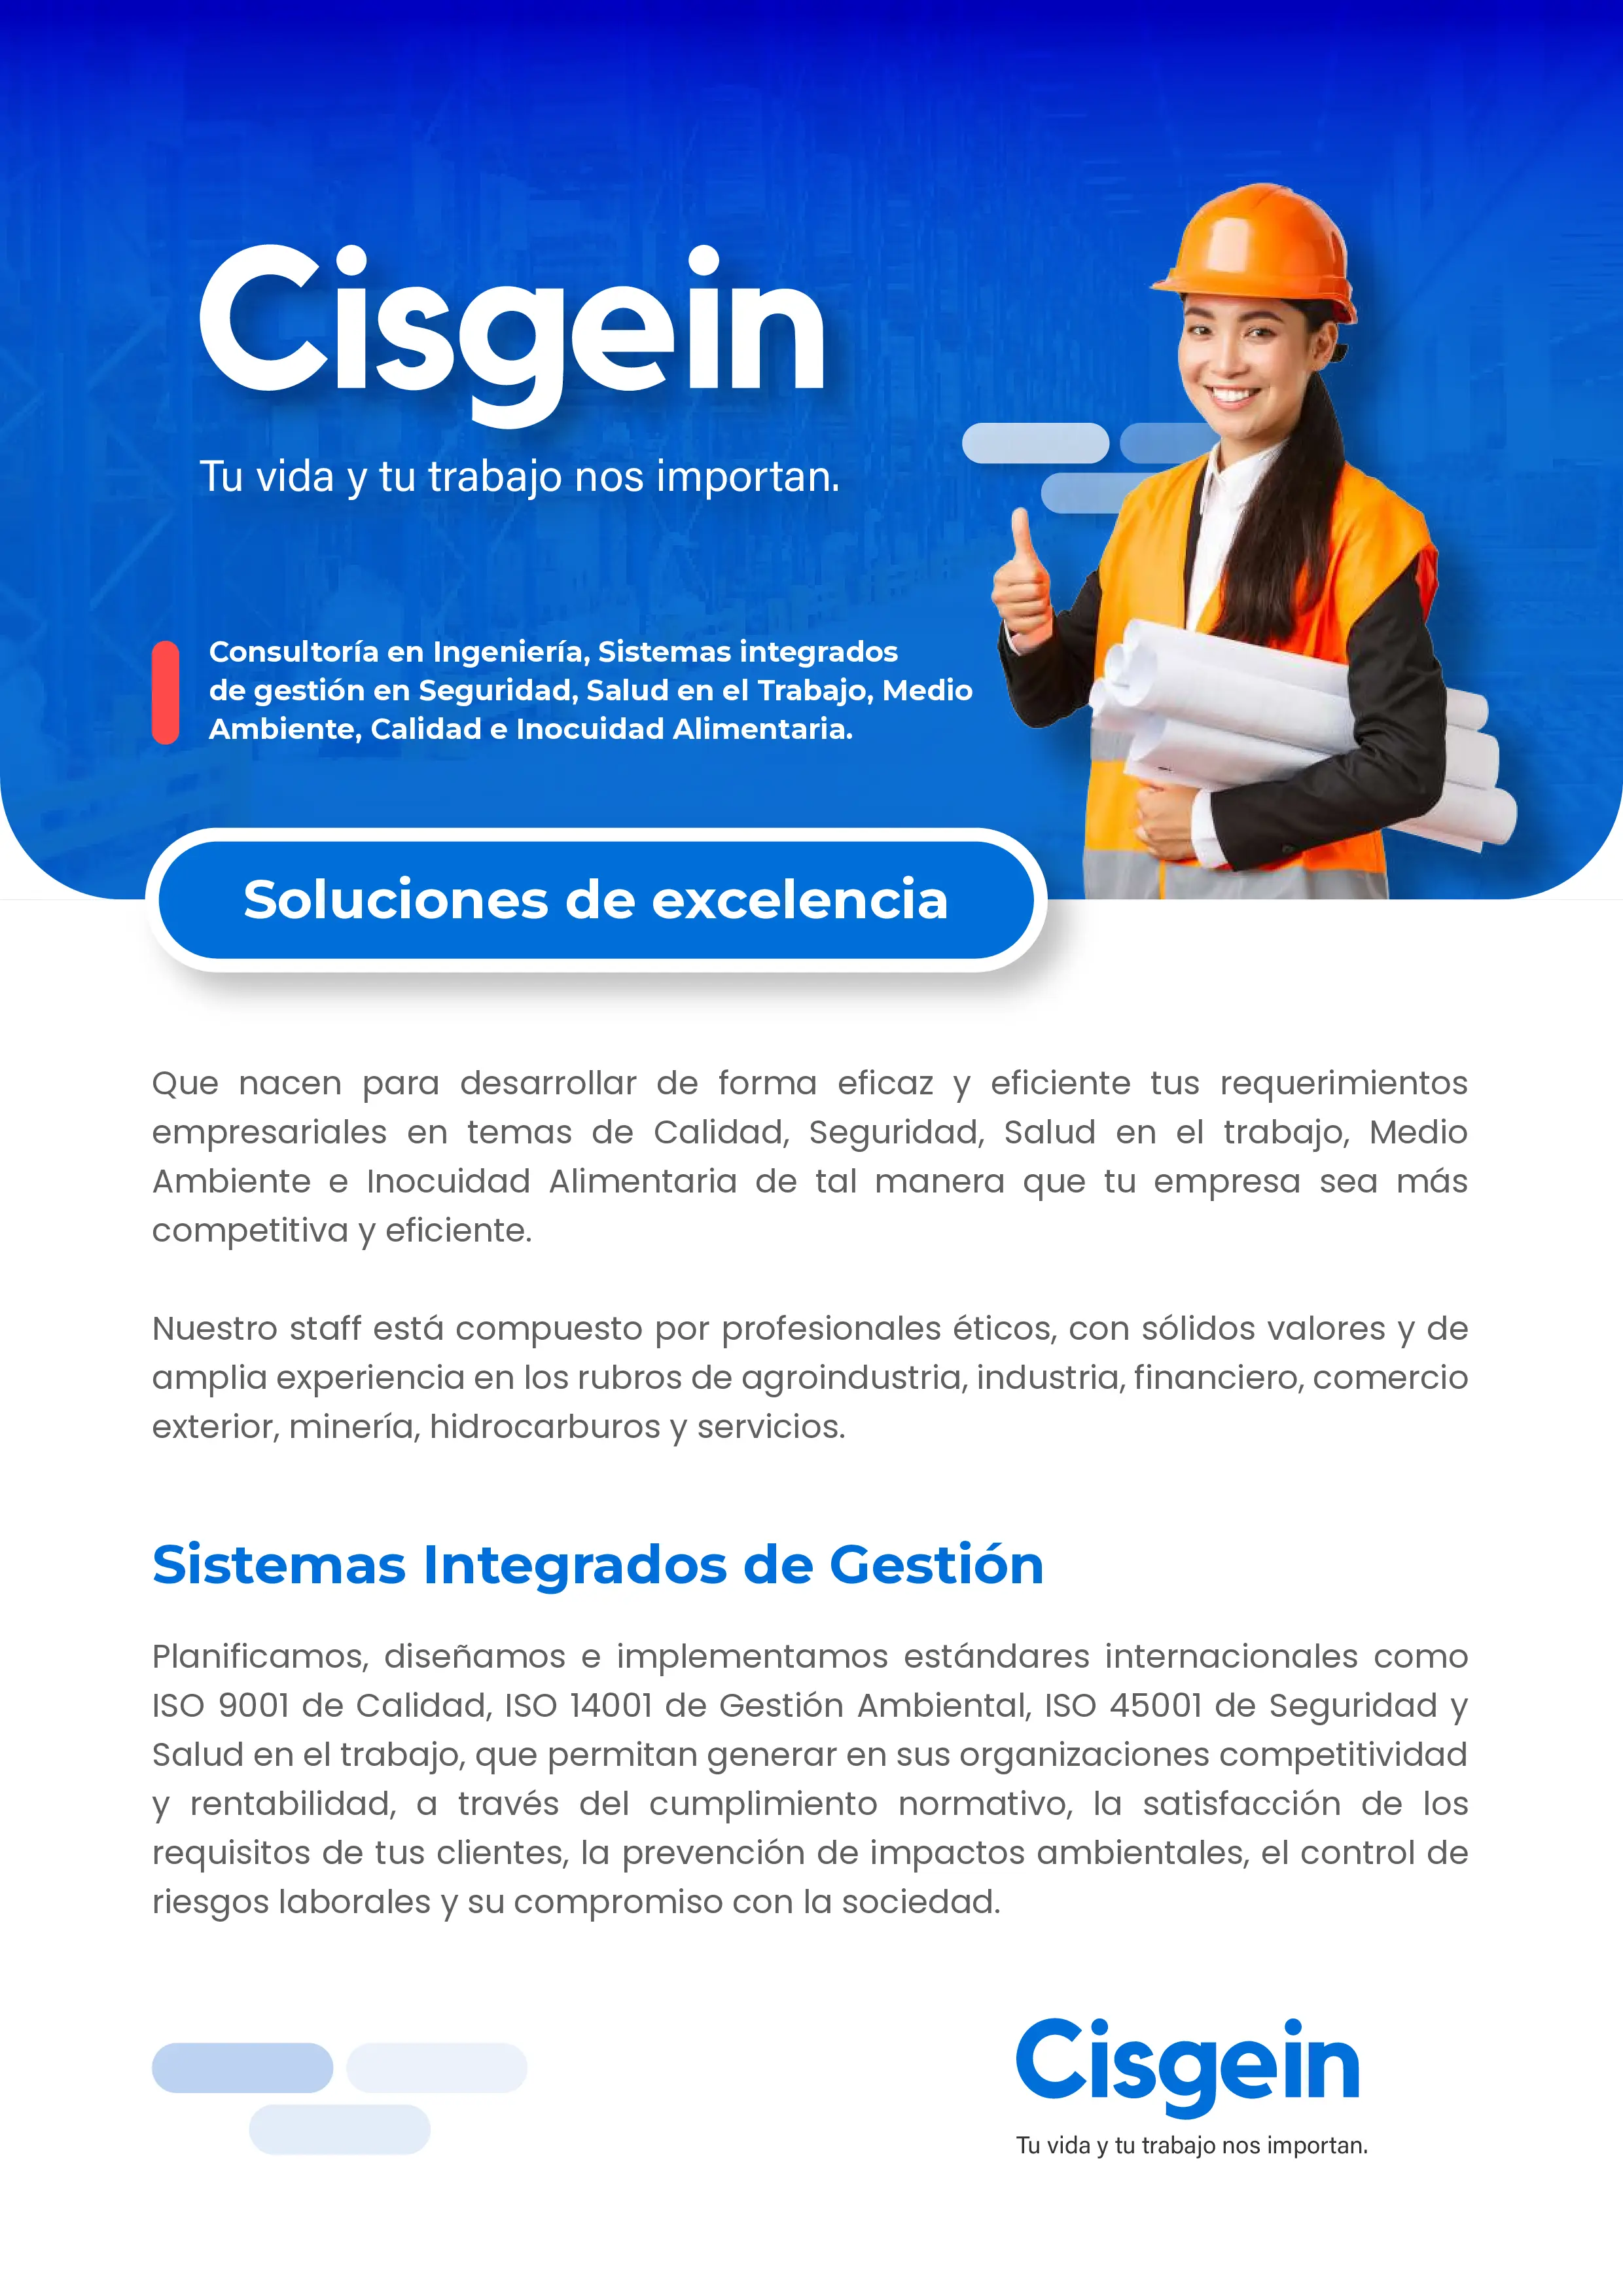 Cisgein
Tu vida y tu trabajo nos importan.
Consultoría en Ingeniería, Sistemas integrados
de gestión en Seguridad, Salud en el Trabajo, Medio
Ambiente, Calidad e Inocuidad Alimentaria.
Soluciones de excelencia
Que nacen para desarrollar de forma eficaz y eficiente tus requerimientos
empresariales en temas de Calidad, Seguridad, Salud en el trabajo, Medio
Ambiente e Inocuidad Alimentaria de tal manera que tu empresa sea más
competitiva y eficiente.
Nuestro staff está compuesto por profesionales éticos, con sólidos valores y de
amplia experiencia en los rubros de agroindustria, industria, financiero, comercio
exterior, minería, hidrocarburos y servicios.
Sistemas Integrados de Gestión
Planificamos, diseñamos e implementamos estándares internacionales como
ISO 9001 de Calidad, ISO 14001 de Gestión Ambiental, ISO 45001 de Seguridad y
Salud en el trabajo, que permitan generar en sus organizaciones competitividad
y rentabilidad, a través del cumplimiento normativo, la satisfacción de los
requisitos de tus clientes, la prevención de impactos ambientales, el control de
riesgos laborales y su compromiso con la sociedad.
Cisgein
Tu vida y tu trabajo nos importan.